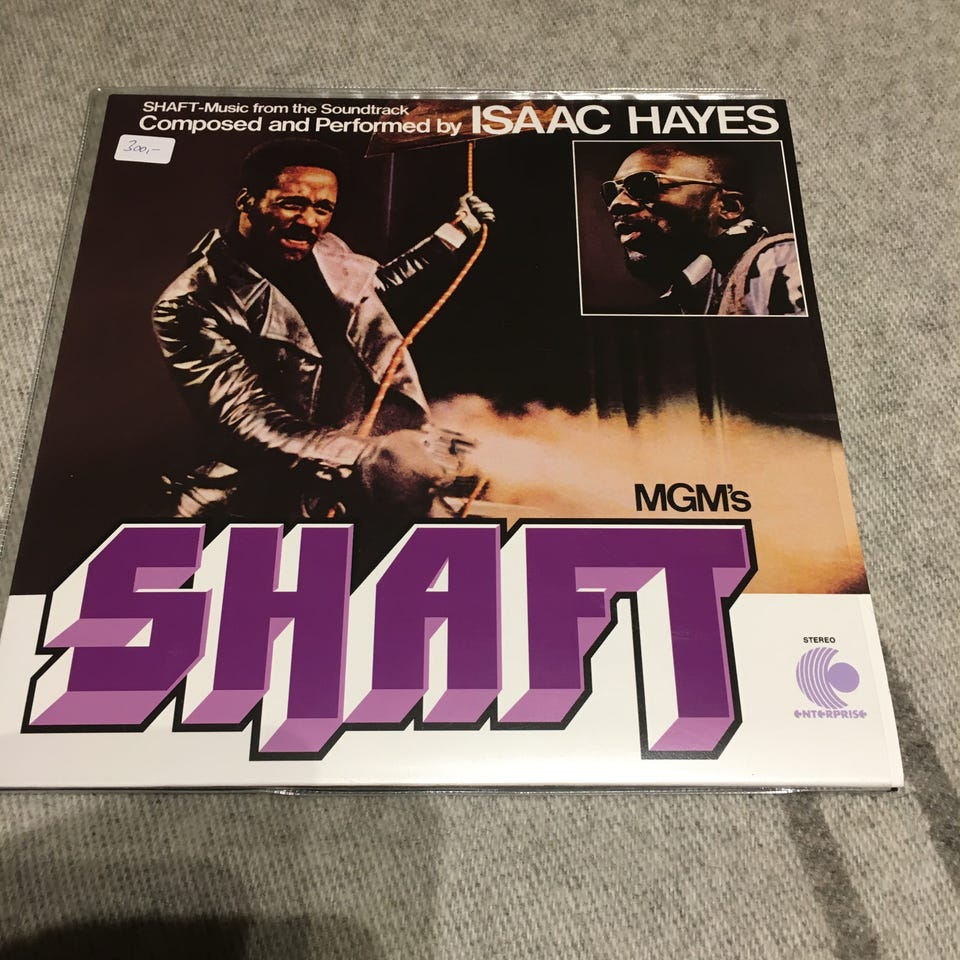 SHAFT-Music from the Soundtrack
Composed and Performed by ISAAC HAYES
300,-
MGM's
SHAFT
STEREO
ENTERPRISE